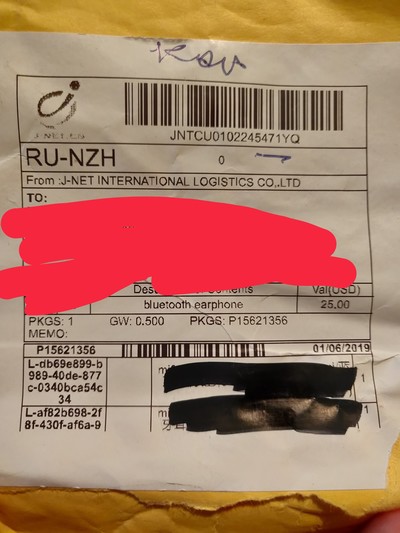 JNTCU0102245471YQ
RU-NZH
0
From :J-NET INTERNATIONAL LOGISTICS CO.,LTD
TO:
Val(USD)
bluetooth earphone 25.00
PKGS: 1 GW: 0.500 PKGS: P15621356
MEMO:
P15621356 01/06/2019
L-db69e899-b
989-40de-877
c-0340bca54c
34
1
L-af82b698-2f
8f-430f-af6a-9
1